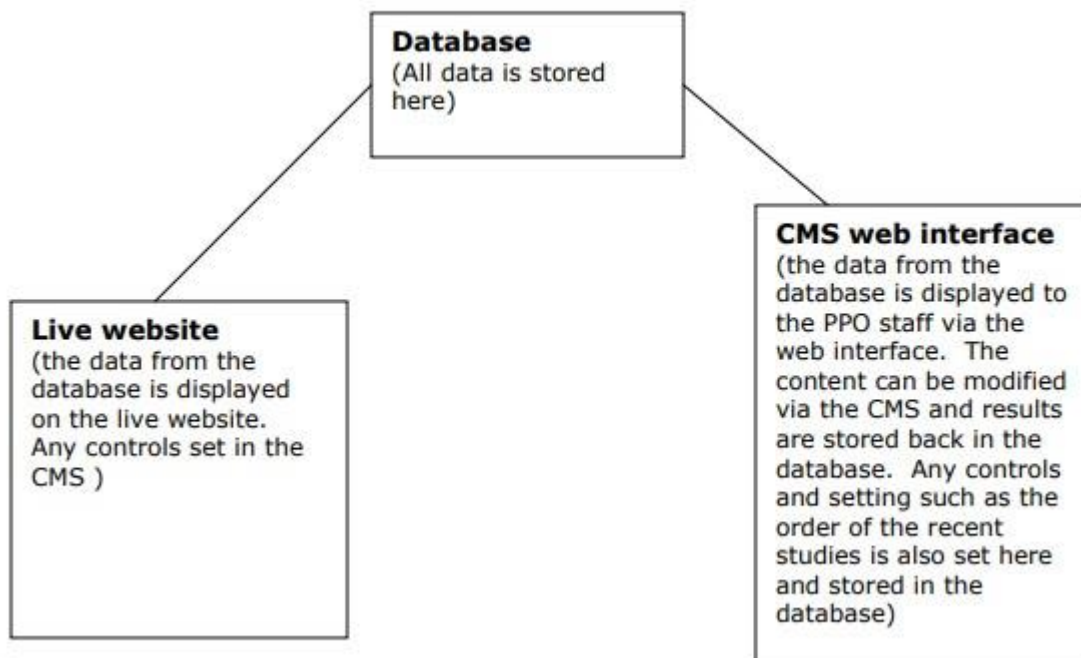 Database
(All data is stored
here)
Live website
(the data from the
database is displayed
on the live website.
Any controls set in the
CMS )
CMS web interface
(the data from the
database is displayed to
the PPO staff via the
web interface.  The
content can be modified
via the CMS and results
are stored back in the
database.  Any controls
and setting such as the
order of the recent
studies is also set here
and stored in the
database)